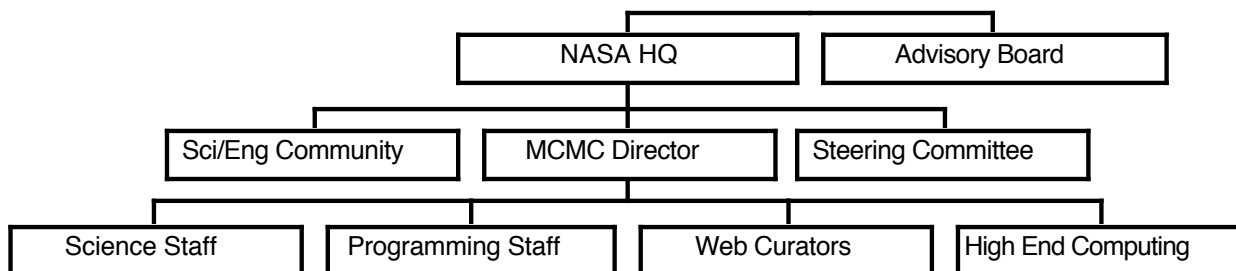 NASA HQ
Advisory Board
Sci/Eng Community
MCMC Director
Steering Committee
Science Staff
Programming Staff
Web Curators
High End Computing